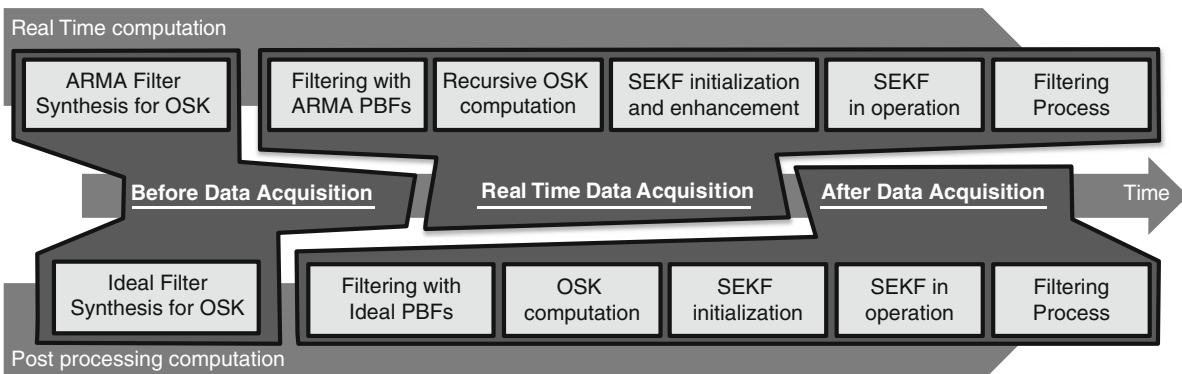 Real Time computation
ARMA Filter
Synthesis for OSK
Filtering with
ARMA PBFs
Recursive OSK
computation
SEKF initialization
and enhancement
SEKF
in operation
Filtering
Process
Before Data Acquisition
Real Time Data Acquisition
After Data Acquisition
Time
Ideal Filter
Synthesis for OSK
Filtering with
Ideal PBFs
OSK
computation
SEKF
initialization
SEKF in
operation
Filtering
Process
Post processing computation